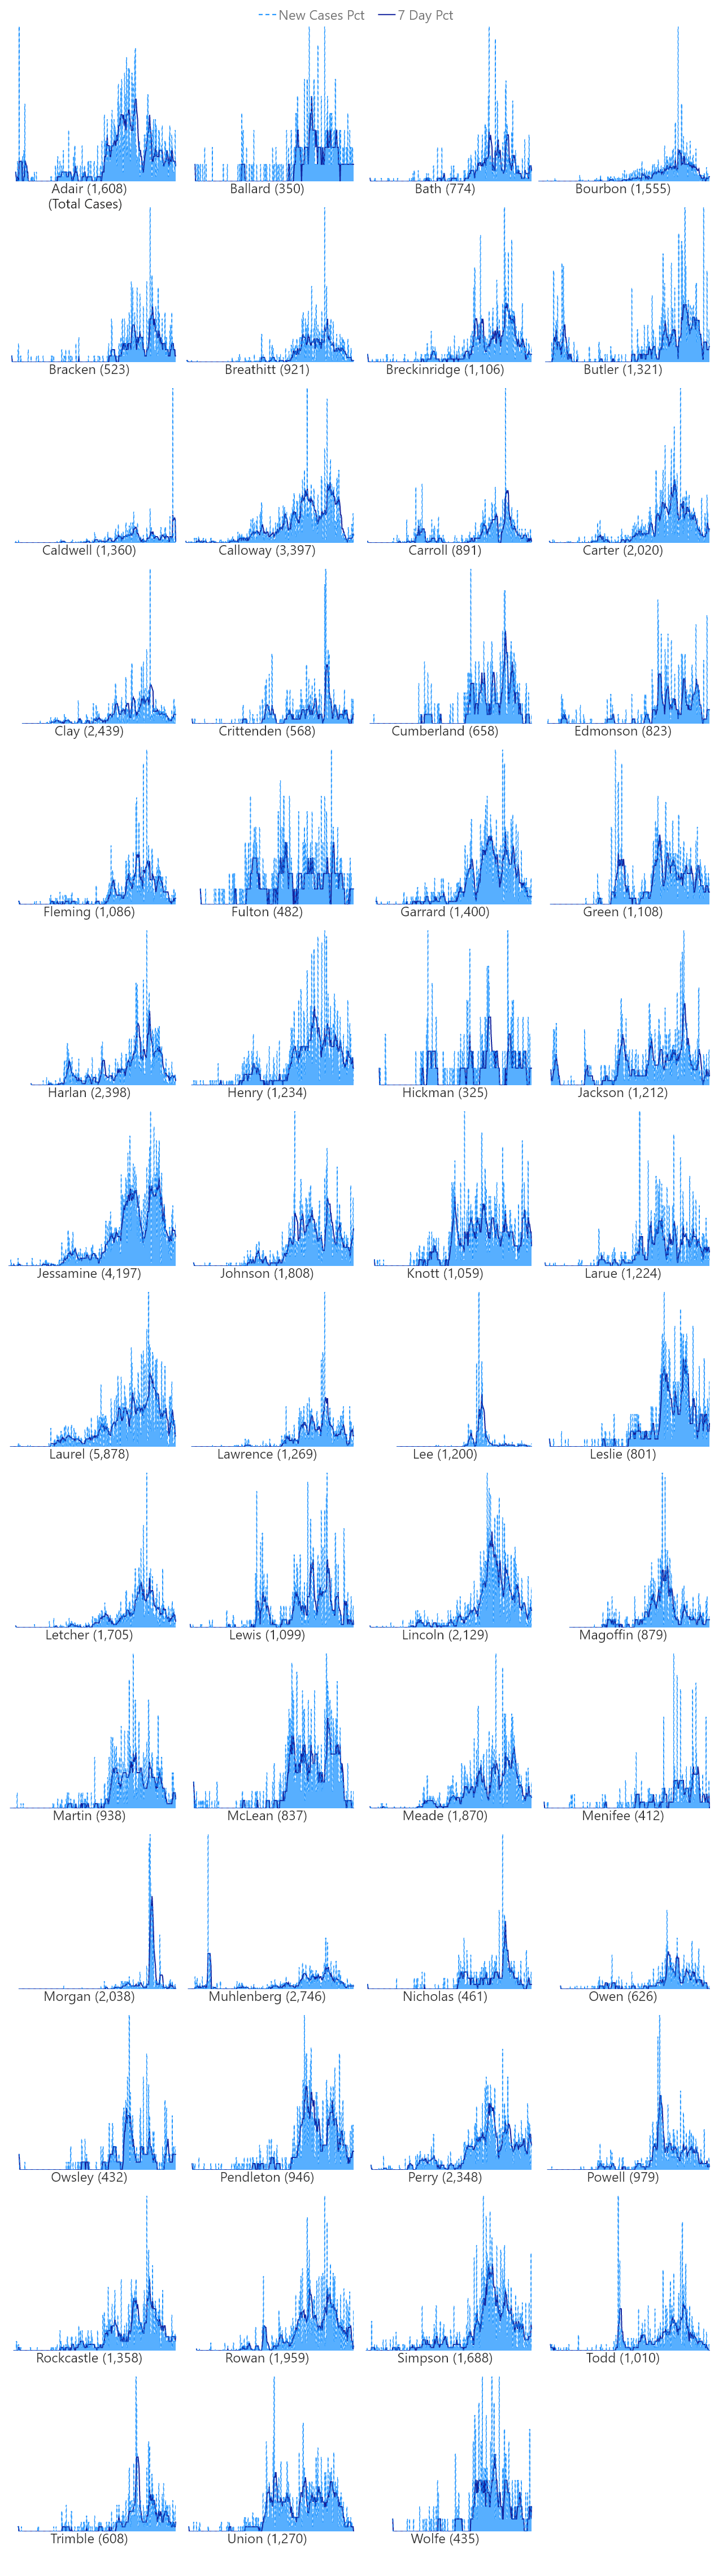 New Cases Pct 7 Day Pct
Adair (1,608) Ballard (350) Bath (774) Bourbon (1,555)
(Total Cases)
Bracken (523) Breathitt (921) Breckinridge (1,106) Butler (1,321)
Caldwell (1,360) Calloway (3,397) Carroll (891) Carter (2,020)
Clay (2,439) Crittenden (568) Cumberland (658) Edmonson (823)
Fleming (1,086) Fulton (482) Garrard (1,400) Green (1,108)
Harlan (2,398) Henry (1,234) Hickman (325) Jackson (1,212)
Jessamine (4,197) Johnson (1,808) Knott (1,059) Larue (1,224)
Laurel (5,878) Lawrence (1,269) Lee (1,200) Leslie (801)
Letcher (1,705) Lewis (1,099) Lincoln (2,129) Magoffin (879)
Martin (938) McLean (837) Meade (1,870) Menifee (412)
Morgan (2,038) Muhlenberg (2,746) Nicholas (461) Owen (626)
Owsley (432) Pendleton (946) Perry (2,348) Powell (979)
Rockcastle (1,358) Rowan (1,959) Simpson (1,688) Todd (1,010)
Trimble (608) Union (1,270) Wolfe (435)